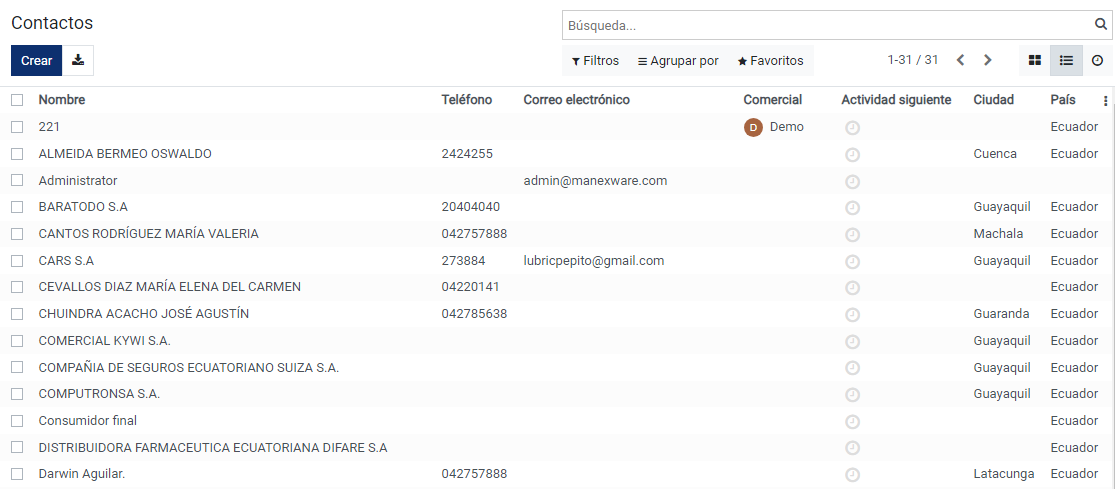 Contactos
Búsqueda...
Crear
Filtros Agrupar por Favoritos 1-31 / 31
Nombre Teléfono Correo electrónico Comercial Actividad siguiente Ciudad País
221 D Demo Ecuador
ALMEIDA BERMEO OSWALDO 2424255 Cuenca Ecuador
Administrator admin@manexware.com
BARATODO S.A 20404040 Guayaquil Ecuador
CANTOS RODRÍGUEZ MARÍA VALERIA 042757888 Machala Ecuador
CARS S.A 273884 lubricpepito@gmail.com Guayaquil Ecuador
CEVALLOS DIAZ MARÍA ELENA DEL CARMEN 04220141 Ecuador
CHUINDRA ACACHO JOSÉ AGUSTÍN 042785638 Guaranda Ecuador
COMERCIAL KYWI S.A. Guayaquil Ecuador
COMPAÑIA DE SEGUROS ECUATORIANO SUIZA S.A. Guayaquil Ecuador
COMPUTRONSA S.A. Guayaquil Ecuador
Consumidor final Ecuador
DISTRIBUIDORA FARMACEUTICA ECUATORIANA DIFARE S.A Ecuador
Darwin Aguilar. 042757888 Latacunga Ecuador